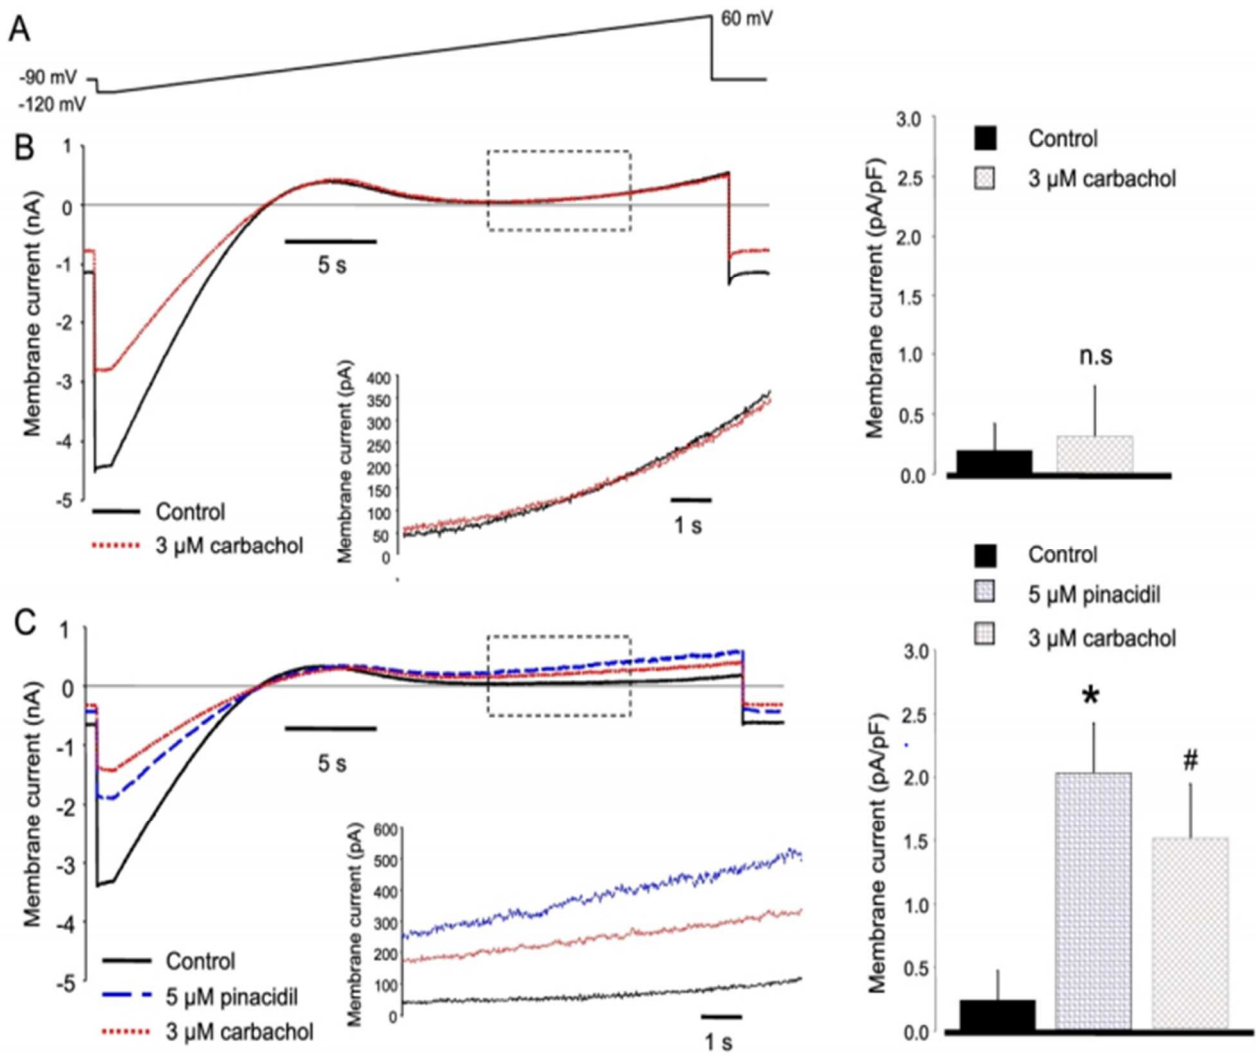 A
60 mV
-90 mV
-120 mV
B
1
0
-1
-2
-3
-4
-5
Membrane current (nA)
5 s
Control
3 µM carbachol
Membrane current (pA)
400
350
300
250
200
150
100
50
0
1 s
Membrane current (pA/pF)
3.0
2.5
2.0
1.5
1.0
0.5
0.0
Control
3 µM carbachol
n.s
C
1
0
-1
-2
-3
-4
-5
Membrane current (nA)
5 s
Control
5 µM pinacidil
3 µM carbachol
Membrane current (pA)
600
500
400
300
200
100
0
1 s
Control
5 µM pinacidil
3 µM carbachol
Membrane current (pA/pF)
3.0
2.5
2.0
1.5
1.0
0.5
0.0
*
#